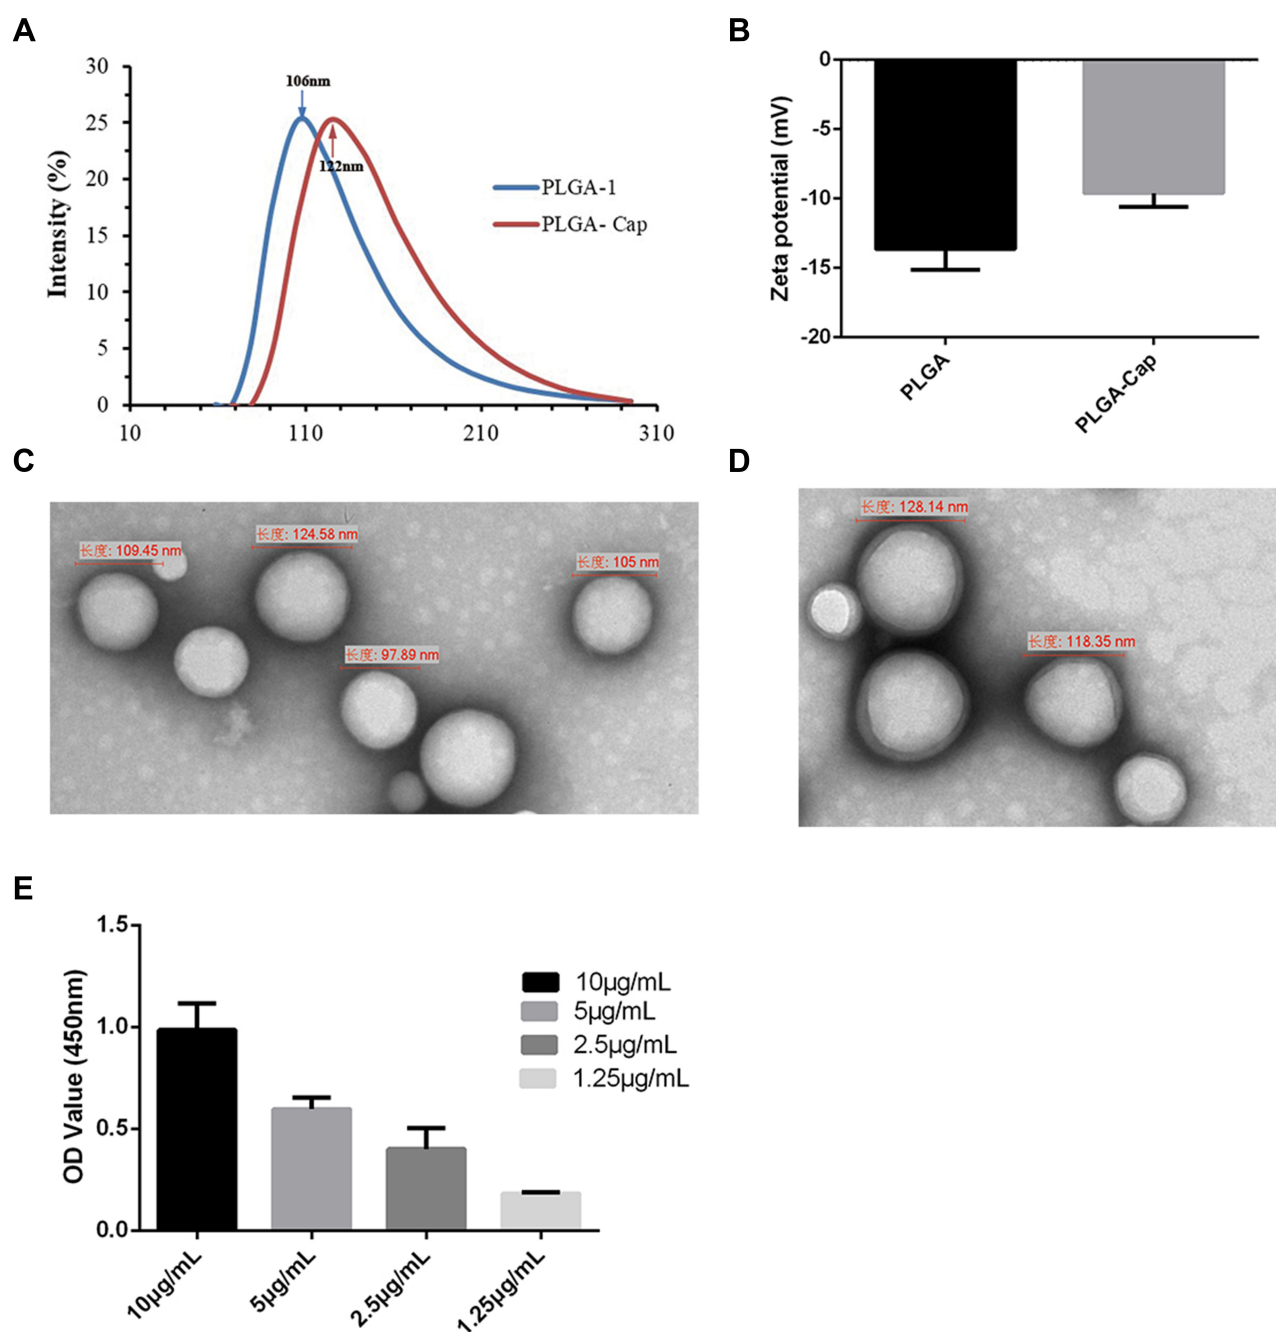 A
30
25
20
15
10
5
0
Intensity (%)
106nm
122nm
PLGA-1
PLGA- Cap
10
110
210
310
B
0
-5
-10
-15
-20
Zeta potential (mV)
PLGA
PLGA-Cap
C
长度: 109.45 nm
长度: 124.58 nm
长度: 105 nm
长度: 97.89 nm
D
长度: 128.14 nm
长度: 118.35 nm
E
1.5
1.0
0.5
0.0
OD Value (450nm)
10µg/mL
5µg/mL
2.5µg/mL
1.25µg/mL
10µg/mL
5µg/mL
2.5µg/mL
1.25µg/mL